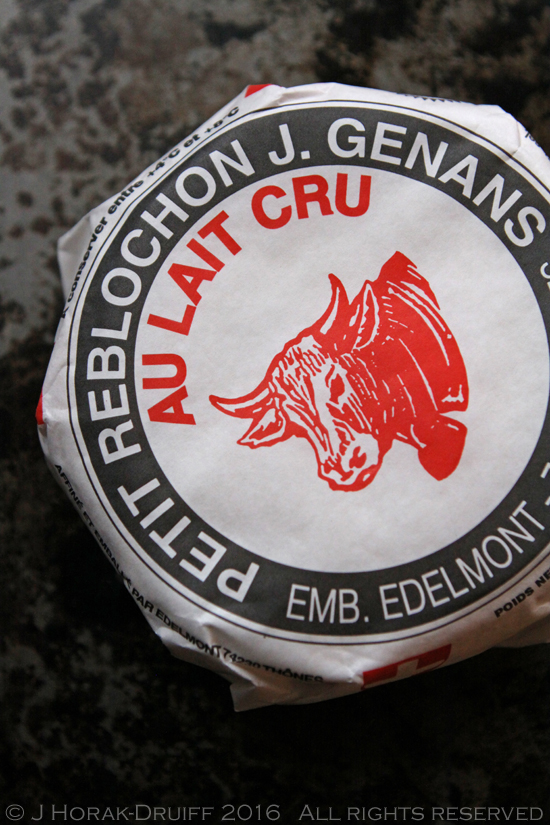 A conserver entre +4°C et +8°C
PETIT REBLOCHON J. GENANS
AU LAIT CRU
EMB. EDELMONT
AFFINÉ ET EMBALLÉ PAR EDELMONT 74230 THÔNES
POIDS NE
© J Horak-Druiff 2016 All rights reserved